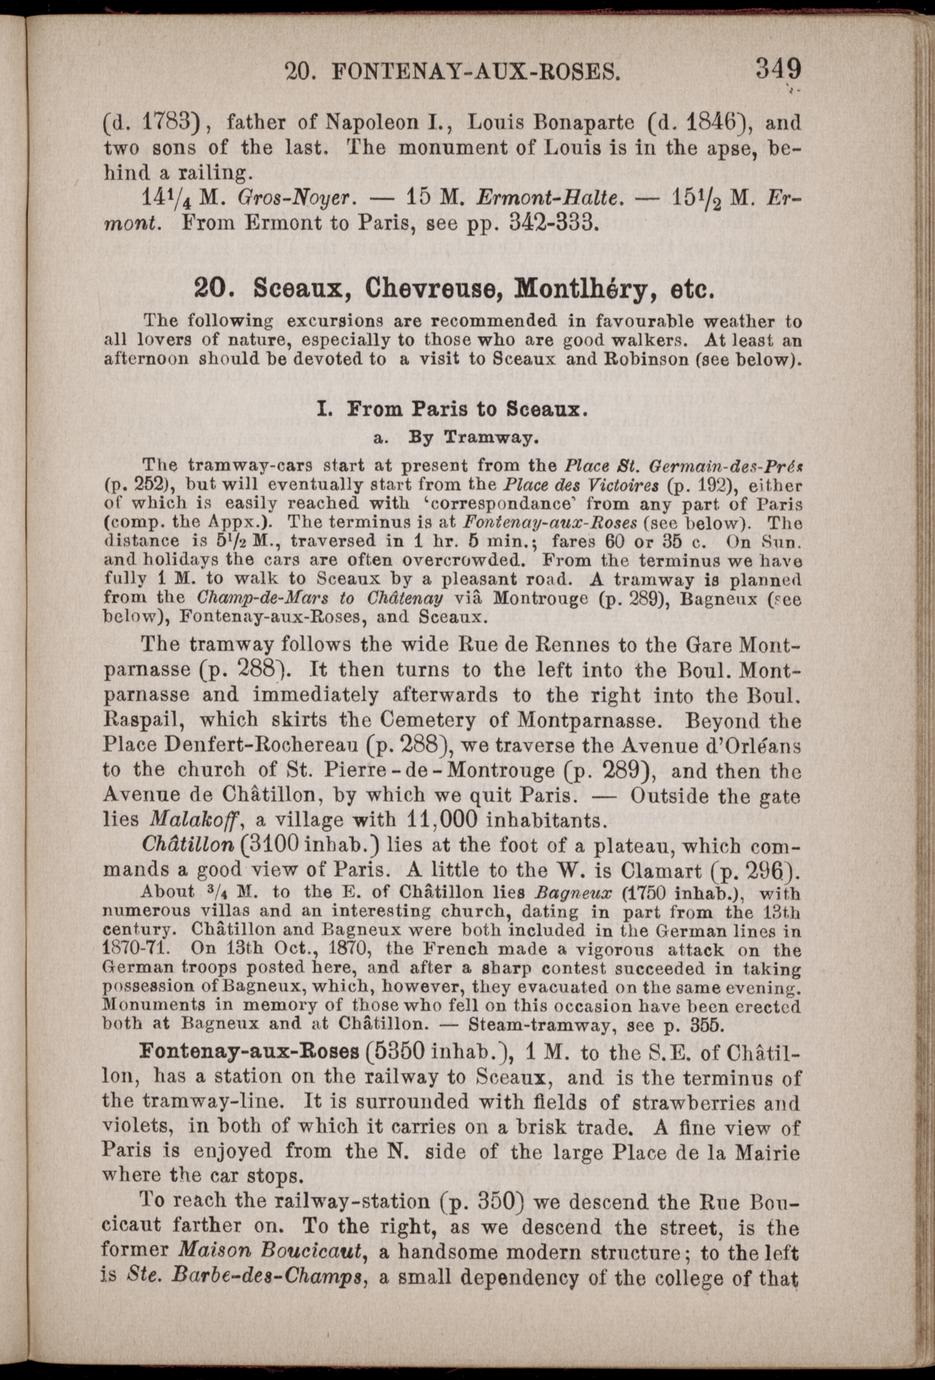 20. FONTENAY-AUX-ROSES. 349
(d. 1783), father of Napoleon I., Louis Bonaparte (d. 1846), and
two sons of the last. The monument of Louis is in the apse, be-
hind a railing.
14¹/₄ M. Gros-Noyer. — 15 M. Ermont-Halte. — 15¹/₂ M. Er-
mont. From Ermont to Paris, see pp. 342-333.
20. Sceaux, Chevreuse, Montlhéry, etc.
The following excursions are recommended in favourable weather to
all lovers of nature, especially to those who are good walkers. At least an
afternoon should be devoted to a visit to Sceaux and Robinson (see below).
I. From Paris to Sceaux.
a. By Tramway.
The tramway-cars start at present from the Place St. Germain-des-Prés
(p. 252), but will eventually start from the Place des Victoires (p. 192), either
of which is easily reached with ‘correspondance’ from any part of Paris
(comp. the Appx.). The terminus is at Fontenay-aux-Roses (see below). The
distance is 5¹/₂ M., traversed in 1 hr. 5 min.; fares 60 or 35 c. On Sun.
and holidays the cars are often overcrowded. From the terminus we have
fully 1 M. to walk to Sceaux by a pleasant road. A tramway is planned
from the Champ-de-Mars to Châtenay viâ Montrouge (p. 289), Bagneux (see
below), Fontenay-aux-Roses, and Sceaux.
The tramway follows the wide Rue de Rennes to the Gare Mont-
parnasse (p. 288). It then turns to the left into the Boul. Mont-
parnasse and immediately afterwards to the right into the Boul.
Raspail, which skirts the Cemetery of Montparnasse. Beyond the
Place Denfert-Rochereau (p. 288), we traverse the Avenue d’Orléans
to the church of St. Pierre-de-Montrouge (p. 289), and then the
Avenue de Châtillon, by which we quit Paris. — Outside the gate
lies Malakoff, a village with 11,000 inhabitants.
Châtillon (3100 inhab.) lies at the foot of a plateau, which com-
mands a good view of Paris. A little to the W. is Clamart (p. 296).
About ³/₄ M. to the E. of Châtillon lies Bagneux (1750 inhab.), with
numerous villas and an interesting church, dating in part from the 13th
century. Châtillon and Bagneux were both included in the German lines in
1870-71. On 13th Oct., 1870, the French made a vigorous attack on the
German troops posted here, and after a sharp contest succeeded in taking
possession of Bagneux, which, however, they evacuated on the same evening.
Monuments in memory of those who fell on this occasion have been erected
both at Bagneux and at Châtillon. — Steam-tramway, see p. 355.
Fontenay-aux-Roses (5350 inhab.), 1 M. to the S.E. of Châtil-
lon, has a station on the railway to Sceaux, and is the terminus of
the tramway-line. It is surrounded with fields of strawberries and
violets, in both of which it carries on a brisk trade. A fine view of
Paris is enjoyed from the N. side of the large Place de la Mairie
where the car stops.
To reach the railway-station (p. 350) we descend the Rue Bou-
cicaut farther on. To the right, as we descend the street, is the
former Maison Boucicaut, a handsome modern structure; to the left
is Ste. Barbe-des-Champs, a small dependency of the college of that